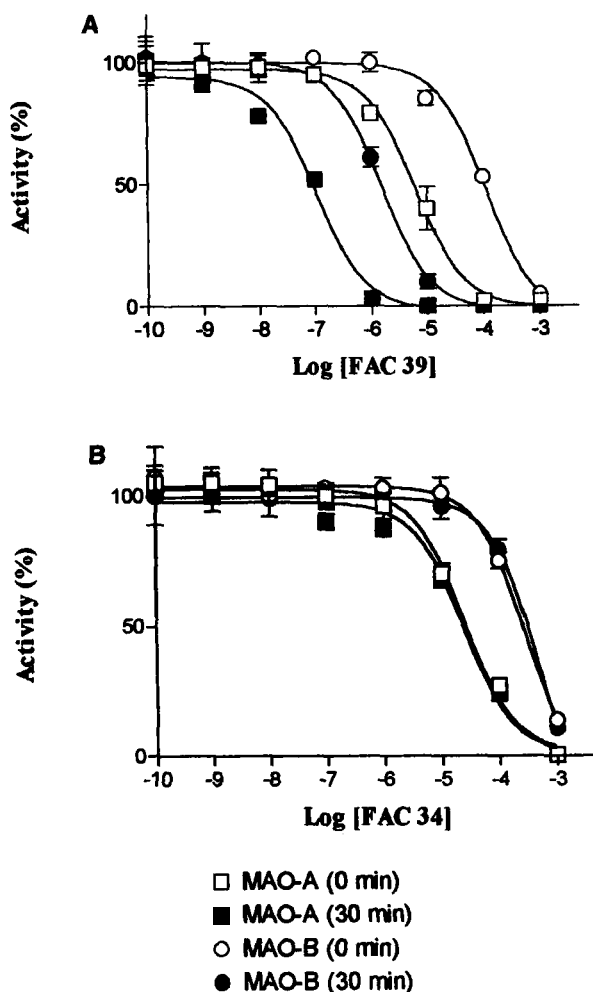 A
Activity (%)
100
50
0
-10 -9 -8 -7 -6 -5 -4 -3
Log [FAC 39]
B
Activity (%)
100
50
0
-10 -9 -8 -7 -6 -5 -4 -3
Log [FAC 34]
MAO-A (0 min)
MAO-A (30 min)
MAO-B (0 min)
MAO-B (30 min)